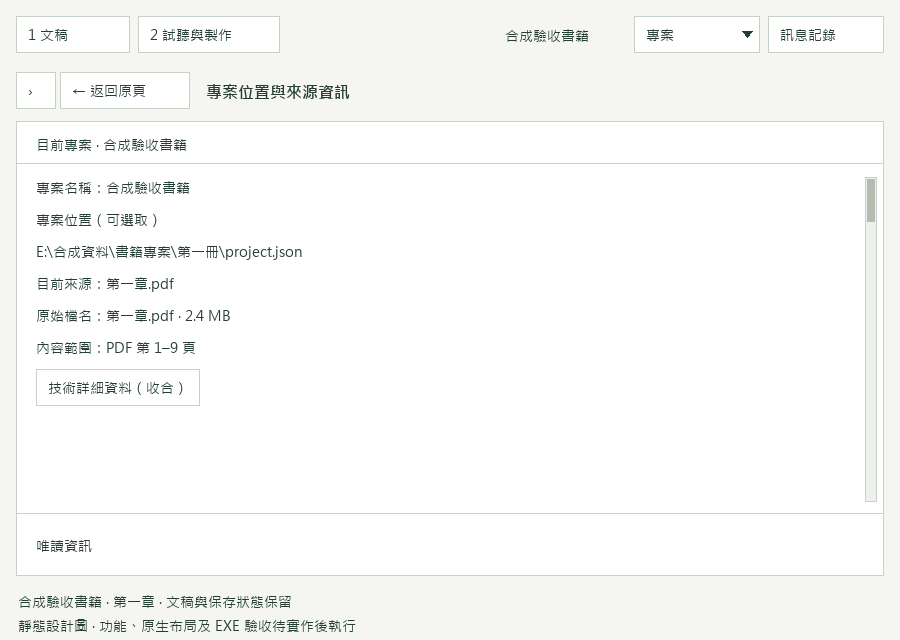 1 文稿
2 試聽與製作
合成驗收書籍
專案
訊息記錄
›
← 返回原頁
專案位置與來源資訊
目前專案 · 合成驗收書籍
專案名稱：合成驗收書籍
專案位置（可選取）
E:\合成資料\書籍專案\第一冊\project.json
目前來源：第一章.pdf
原始檔名：第一章.pdf · 2.4 MB
內容範圍：PDF 第 1–9 頁
技術詳細資料（收合）
唯讀資訊
合成驗收書籍 · 第一章 · 文稿與保存狀態保留
靜態設計圖 · 功能、原生布局及 EXE 驗收待實作後執行